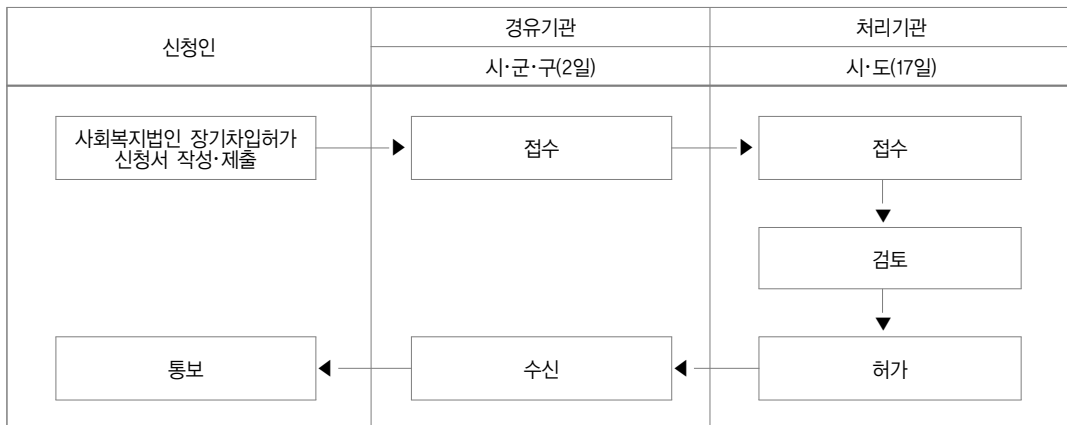 신청인
경유기관
처리기관
시·군·구(2일)
시·도(17일)
사회복지법인 장기차입허가
신청서 작성·제출
접수
접수
검토
통보
수신
허가